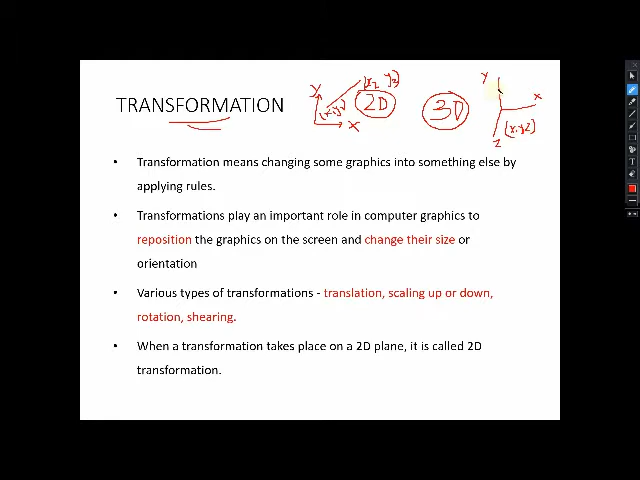 TRANSFORMATION
Y
X
(x, y)
(x2 y2)
2D
3D
Y
X
Z
(x.yz)
• Transformation means changing some graphics into something else by
applying rules.
• Transformations play an important role in computer graphics to
reposition the graphics on the screen and change their size or
orientation
• Various types of transformations - translation, scaling up or down,
rotation, shearing.
• When a transformation takes place on a 2D plane, it is called 2D
transformation.